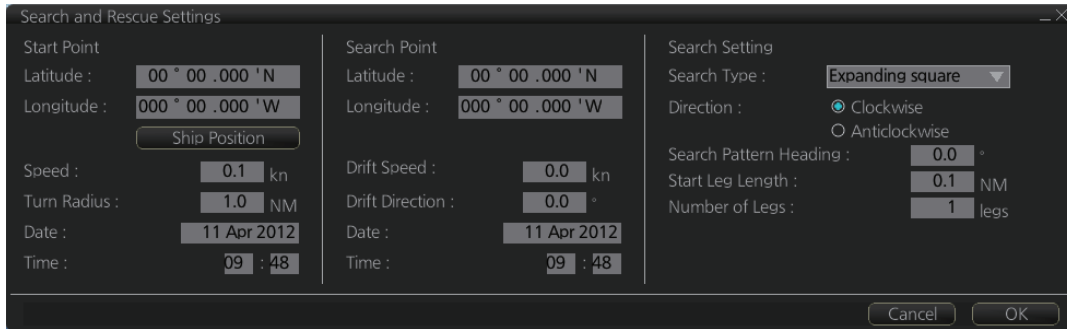 Search and Rescue Settings
Start Point
Latitude : 00 ° 00 .000 ' N
Longitude : 000 ° 00 .000 ' W
Ship Position
Speed : 0.1 kn
Turn Radius : 1.0 NM
Date : 11 Apr 2012
Time : 09 : 48
Search Point
Latitude : 00 ° 00 .000 ' N
Longitude : 000 ° 00 .000 ' W
Drift Speed : 0.0 kn
Drift Direction : 0.0 °
Date : 11 Apr 2012
Time : 09 : 48
Search Setting
Search Type : Expanding square
Direction : Clockwise
Anticlockwise
Search Pattern Heading : 0.0 °
Start Leg Length : 0.1 NM
Number of Legs : 1 legs
Cancel OK